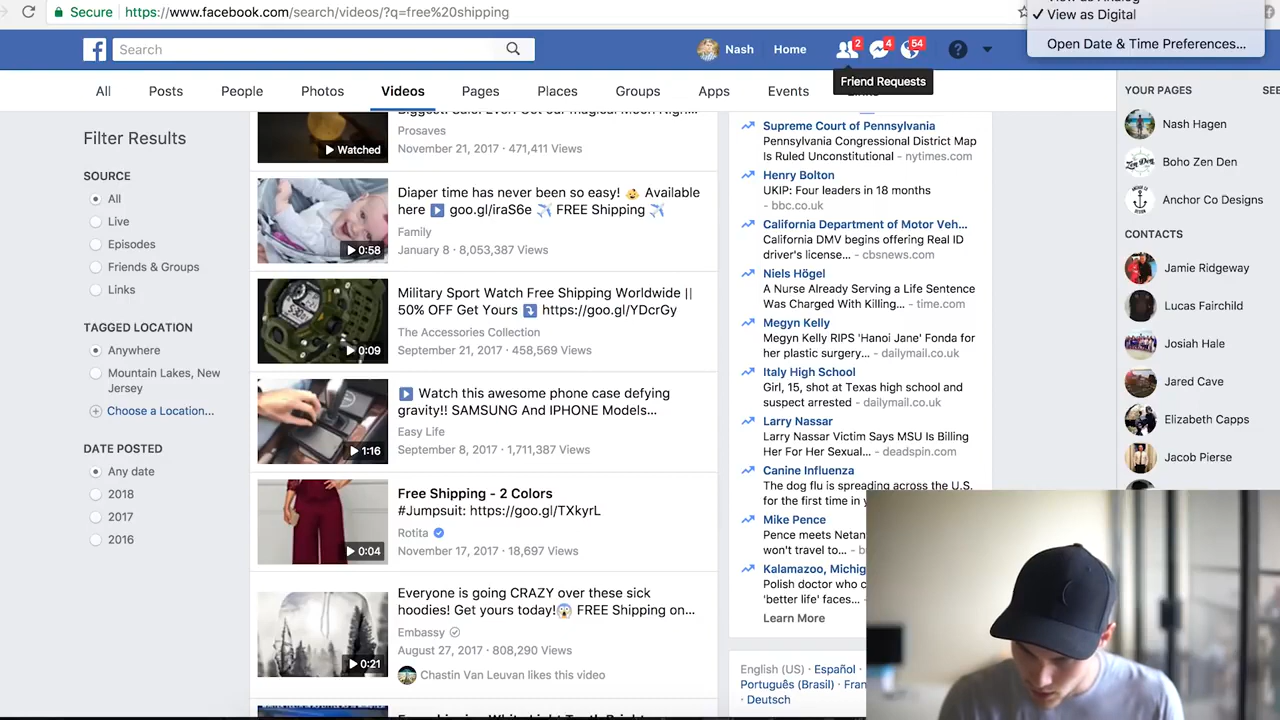 View as Digital
Open Date & Time Preferences...
Secure https://www.facebook.com/search/videos/?q=free%20shipping
Search
Nash
Home
2
4
54
Friend Requests
All
Posts
People
Photos
Videos
Pages
Places
Groups
Apps
Events
Filter Results
SOURCE
All
Live
Episodes
Friends & Groups
Links
TAGGED LOCATION
Anywhere
Mountain Lakes, New
Jersey
Choose a Location...
DATE POSTED
Any date
2018
2017
2016
Watched
Prosaves
November 21, 2017 · 471,411 Views
0:58
Diaper time has never been so easy! 👶 Available
here ▶ goo.gl/iraS6e ✈ FREE Shipping ✈
Family
January 8 · 8,053,387 Views
0:09
Military Sport Watch Free Shipping Worldwide ||
50% OFF Get Yours ⤵ https://goo.gl/YDcrGy
The Accessories Collection
September 21, 2017 · 458,569 Views
1:16
▶ Watch this awesome phone case defying
gravity!! SAMSUNG And IPHONE Models...
Easy Life
September 8, 2017 · 1,711,387 Views
0:04
Free Shipping - 2 Colors
#Jumpsuit: https://goo.gl/TXkyrL
Rotita
November 17, 2017 · 18,697 Views
0:21
Everyone is going CRAZY over these sick
hoodies! Get yours today!😱 FREE Shipping on...
Embassy
August 27, 2017 · 808,290 Views
Chastin Van Leuvan likes this video
Supreme Court of Pennsylvania
Pennsylvania Congressional District Map
Is Ruled Unconstitutional - nytimes.com
Henry Bolton
UKIP: Four leaders in 18 months
- bbc.co.uk
California Department of Motor Veh...
California DMV begins offering Real ID
driver's license... - cbsnews.com
Niels Högel
A Nurse Already Serving a Life Sentence
Was Charged With Killing... - time.com
Megyn Kelly
Megyn Kelly RIPS 'Hanoi Jane' Fonda for
her plastic surgery... - dailymail.co.uk
Italy High School
Girl, 15, shot at Texas high school and
suspect arrested - dailymail.co.uk
Larry Nassar
Larry Nassar Victim Says MSU Is Billing
Her For Her Sexual... - deadspin.com
Canine Influenza
The dog flu is spreading across the U.S.
for the first time in
Mike Pence
Pence meets Netan
won't travel to... - b
Kalamazoo, Michig
Polish doctor who c
'better life' faces...
Learn More
English (US) · Español ·
Português (Brasil) · Fran
· Deutsch
YOUR PAGES
SEE
Nash Hagen
Boho Zen Den
Anchor Co Designs
CONTACTS
Jamie Ridgeway
Lucas Fairchild
Josiah Hale
Jared Cave
Elizabeth Capps
Jacob Pierse